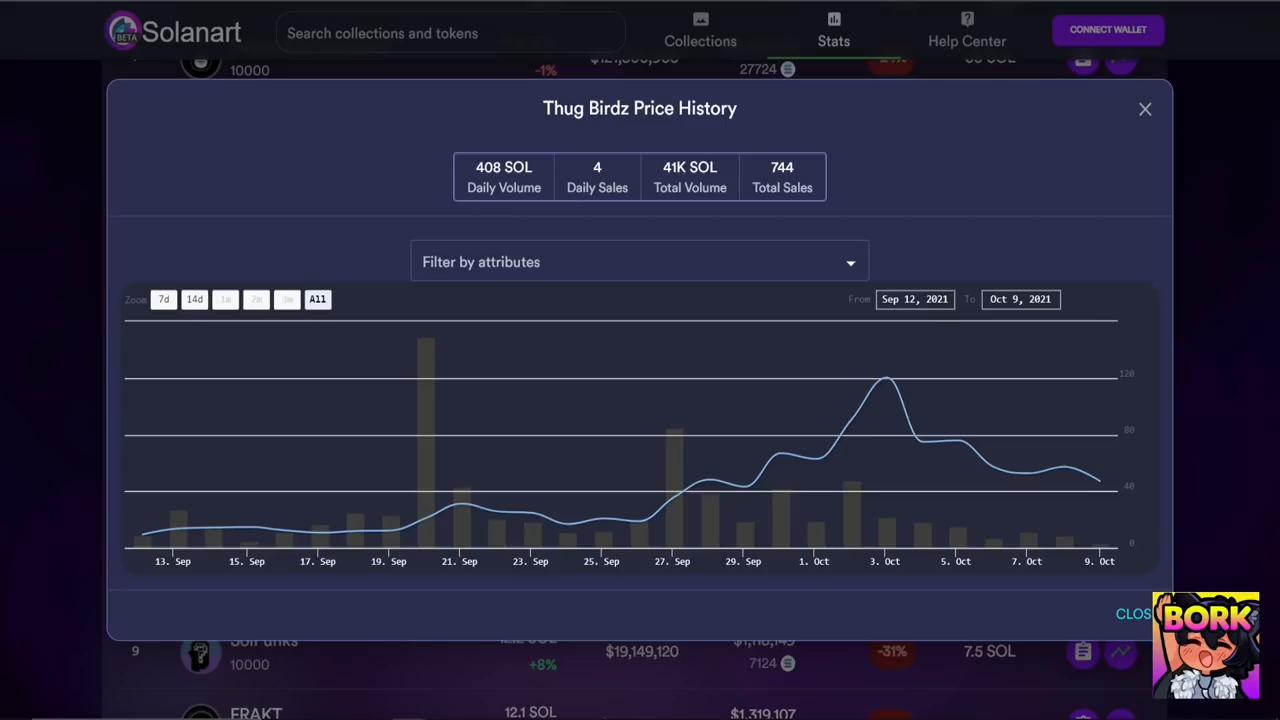 BETA
Solanart
Search collections and tokens
Collections
Stats
Help Center
CONNECT WALLET
10000
-1%
27724
Thug Birdz Price History
408 SOL
4
41K SOL
744
Daily Volume
Daily Sales
Total Volume
Total Sales
Filter by attributes
Zoom
7d
14d
1m
2m
3m
All
From
Sep 12, 2021
To
Oct 9, 2021
120
80
40
0
13. Sep
15. Sep
17. Sep
19. Sep
21. Sep
23. Sep
25. Sep
27. Sep
29. Sep
1. Oct
3. Oct
5. Oct
7. Oct
9. Oct
CLOS
BORK
9
10000
+8%
$19,149,120
7124
-31%
7.5 SOL
FRAKT
12.1 SOL
$1,319,107